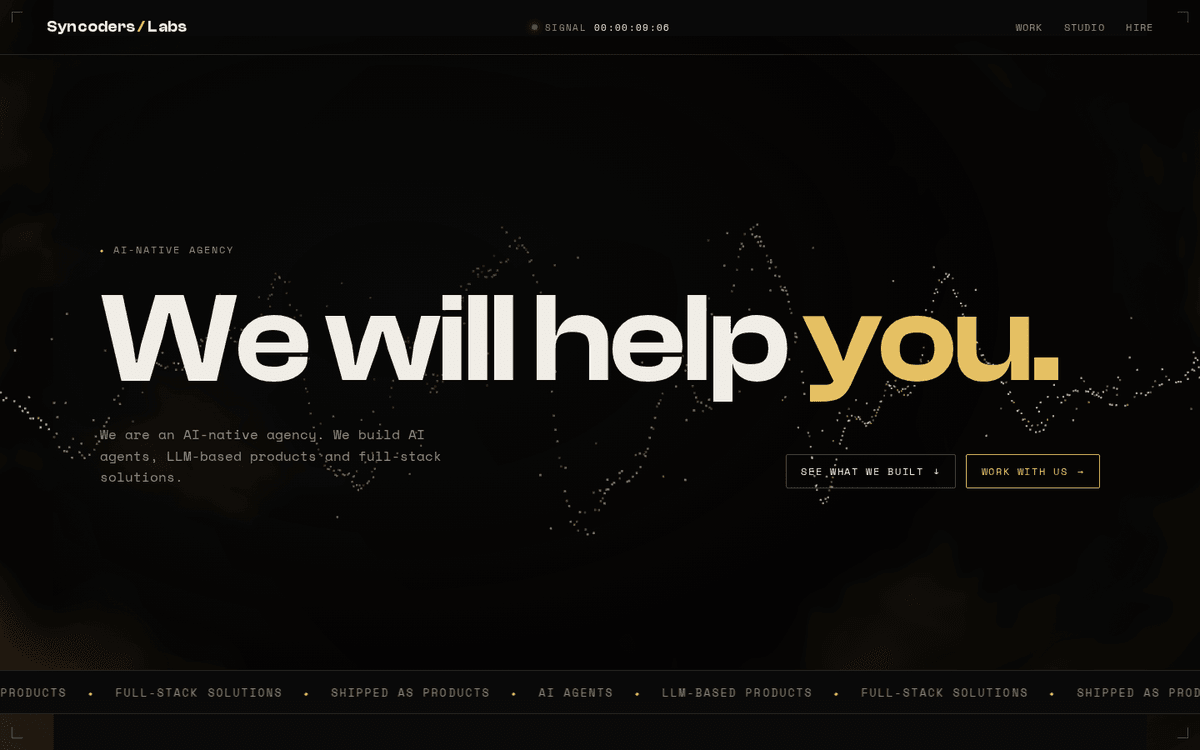 Syncoders/Labs
SIGNAL 00:00:09:06
WORK STUDIO HIRE
• AI-NATIVE AGENCY
We will help you.
We are an AI-native agency. We build AI
agents, LLM-based products and full-stack
solutions.
SEE WHAT WE BUILT ↓
WORK WITH US →
PRODUCTS • FULL-STACK SOLUTIONS • SHIPPED AS PRODUCTS • AI AGENTS • LLM-BASED PRODUCTS • FULL-STACK SOLUTIONS • SHIPPED AS PROD